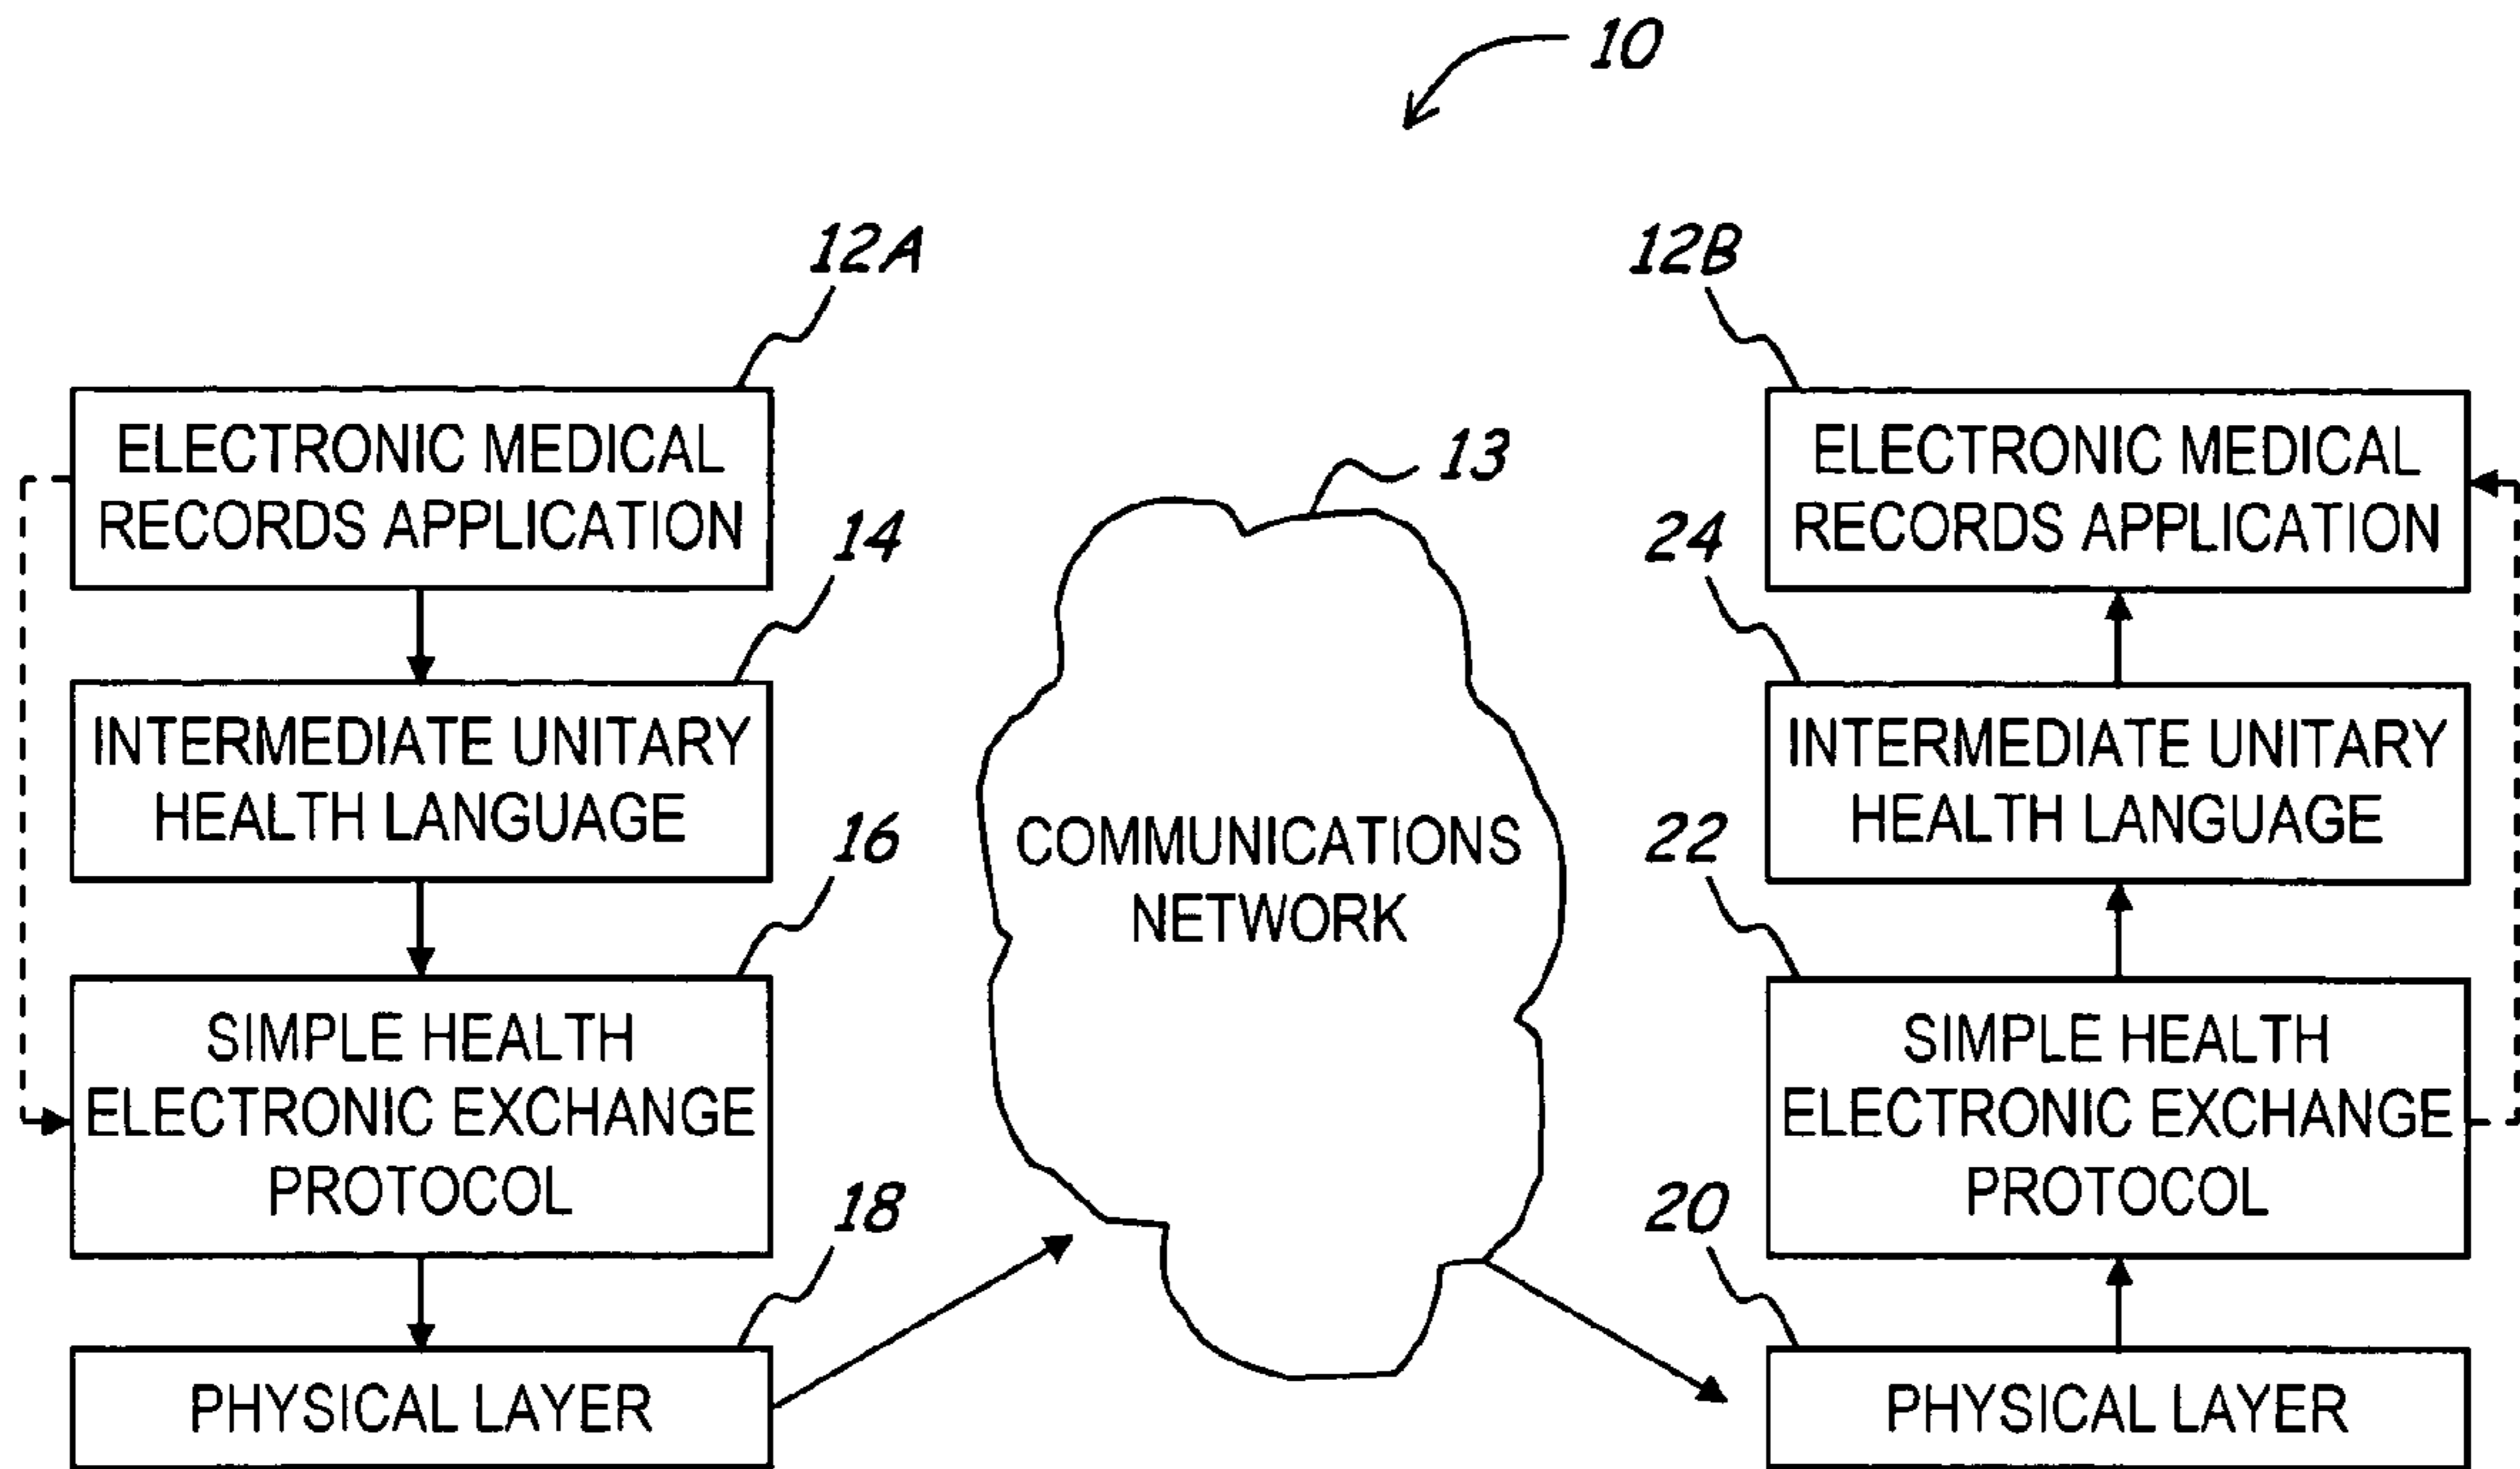 10
12A
ELECTRONIC MEDICAL
RECORDS APPLICATION
14
INTERMEDIATE UNITARY
HEALTH LANGUAGE
16
SIMPLE HEALTH
ELECTRONIC EXCHANGE
PROTOCOL
18
PHYSICAL LAYER
13
COMMUNICATIONS
NETWORK
12B
ELECTRONIC MEDICAL
RECORDS APPLICATION
24
INTERMEDIATE UNITARY
HEALTH LANGUAGE
22
SIMPLE HEALTH
ELECTRONIC EXCHANGE
PROTOCOL
20
PHYSICAL LAYER